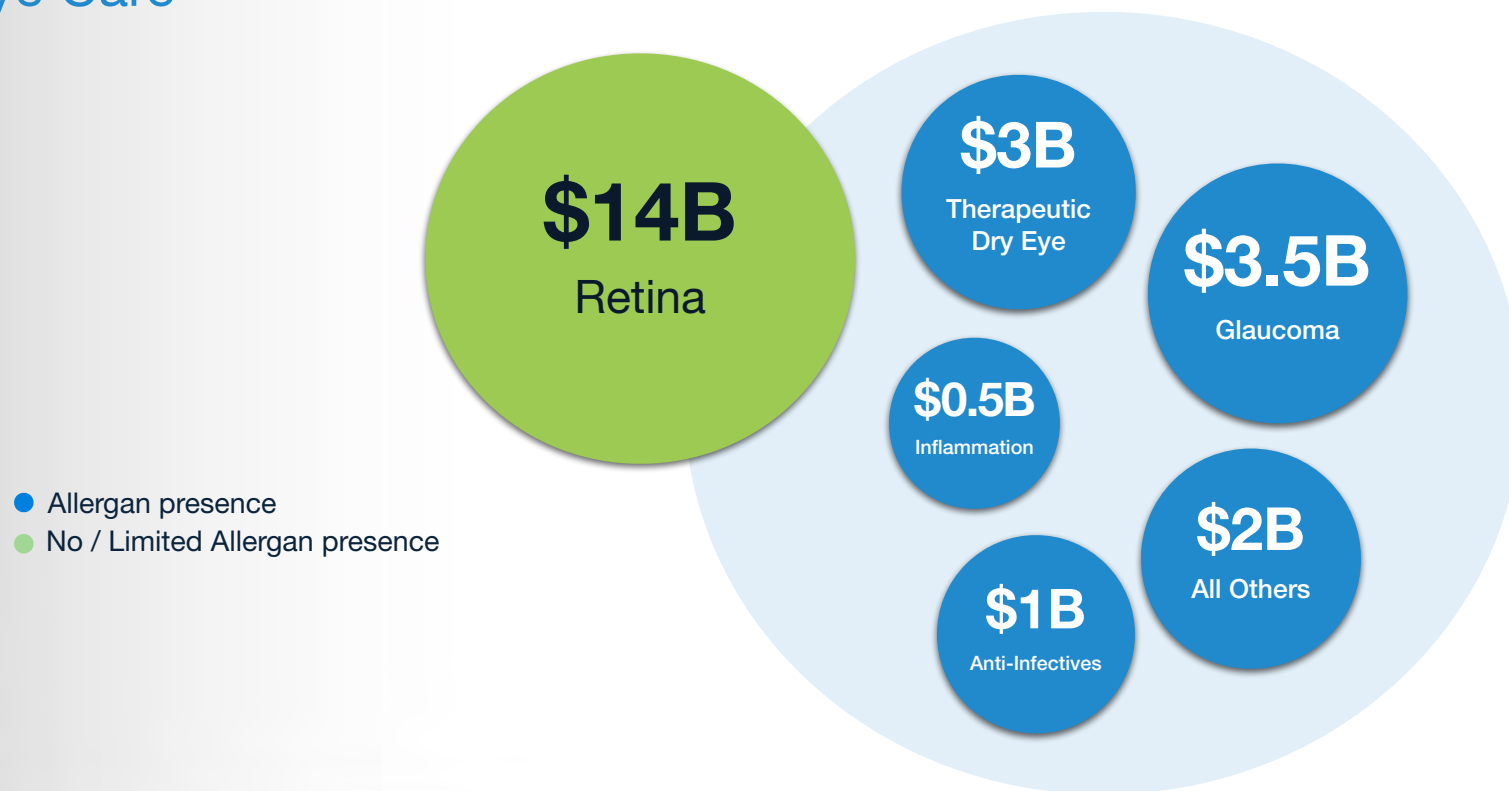 Care
$14B
Retina
$3B
Therapeutic
Dry Eye
$3.5B
Glaucoma
$0.5B
Inflammation
$2B
All Others
$1B
Anti-Infectives
Allergan presence
No / Limited Allergan presence